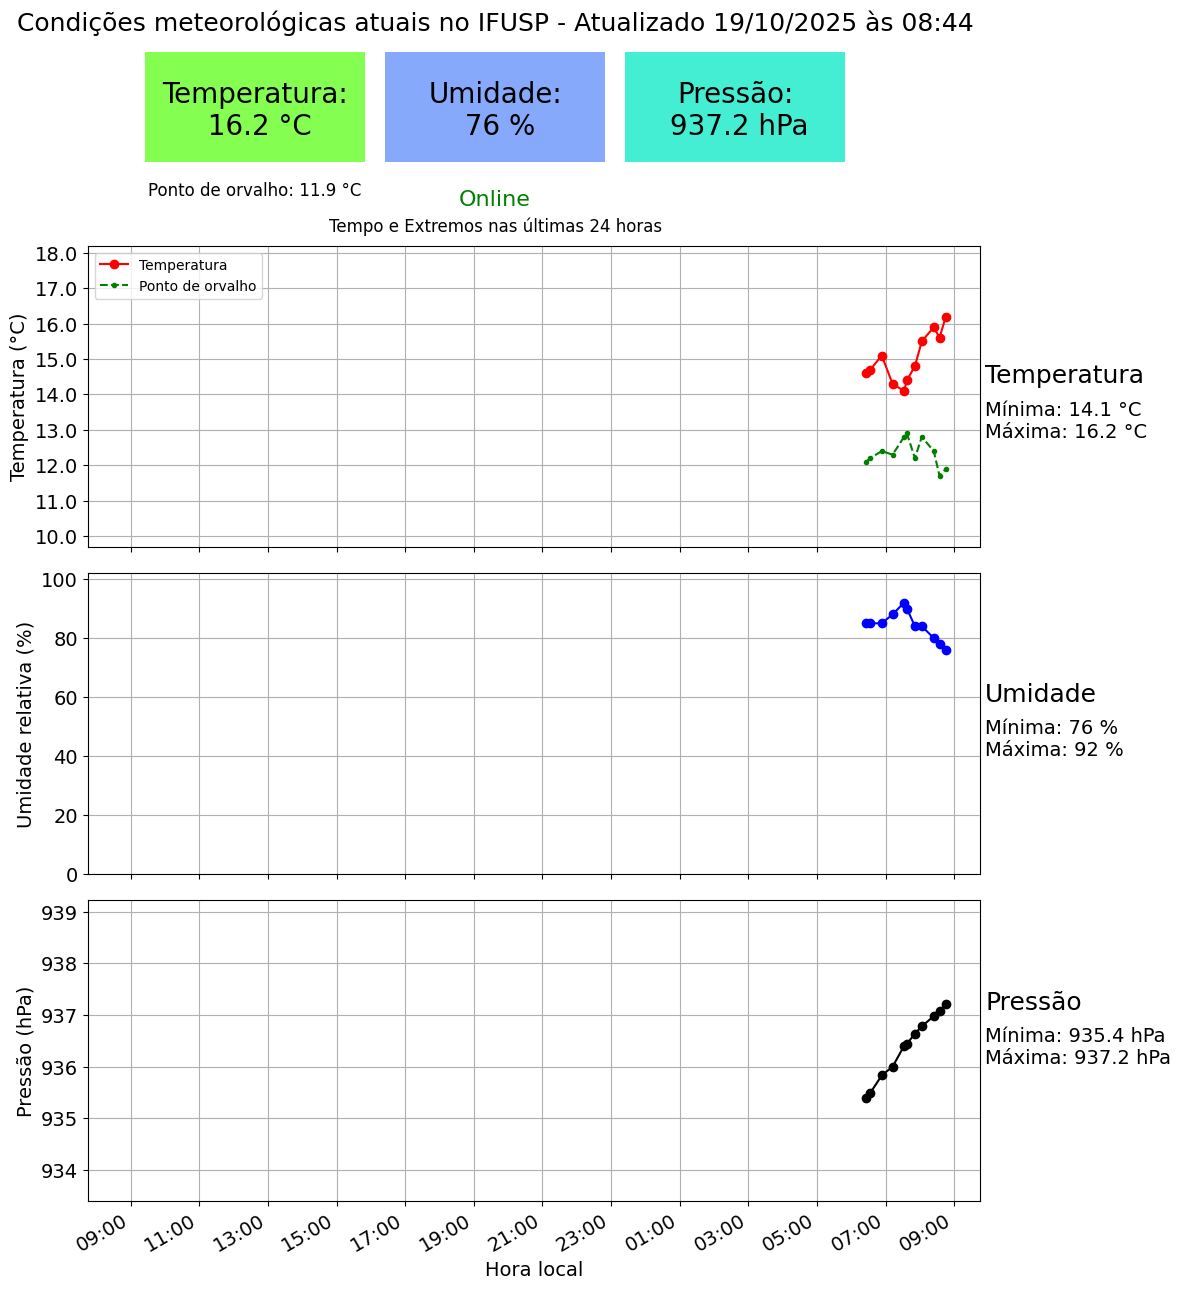 Condições meteorológicas atuais no IFUSP - Atualizado 19/10/2025 às 08:44
Temperatura:
16.2 °C
Umidade:
76 %
Pressão:
937.2 hPa
Ponto de orvalho: 11.9 °C
Online
Tempo e Extremos nas últimas 24 horas
Temperatura (°C)
18.0
17.0
16.0
15.0
14.0
13.0
12.0
11.0
10.0
Temperatura
Ponto de orvalho
Temperatura
Mínima: 14.1 °C
Máxima: 16.2 °C
Umidade relativa (%)
100
80
60
40
20
0
Umidade
Mínima: 76 %
Máxima: 92 %
Pressão (hPa)
939
938
937
936
935
934
Pressão
Mínima: 935.4 hPa
Máxima: 937.2 hPa
09:00 11:00 13:00 15:00 17:00 19:00 21:00 23:00 01:00 03:00 05:00 07:00 09:00
Hora local